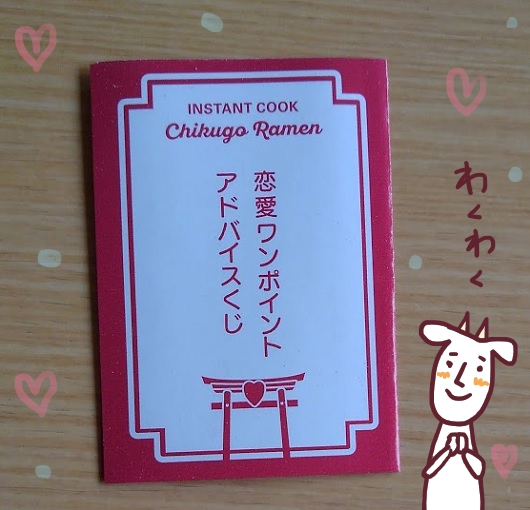 INSTANT COOK
Chikugo Ramen
恋愛ワンポイント
アドバイスくじ
わくわく